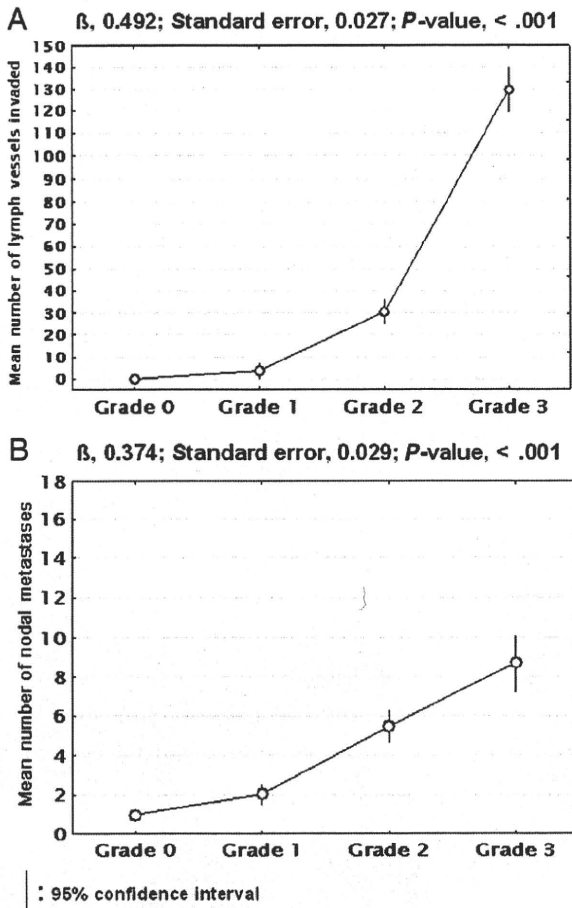 A
ß, 0.492; Standard error, 0.027; P-value, < .001
Mean number of lymph vessels invaded
150
140
130
120
110
100
90
80
70
60
50
40
30
20
10
0
Grade 0 Grade 1 Grade 2 Grade 3
B
ß, 0.374; Standard error, 0.029; P-value, < .001
Mean number of nodal metastases
18
16
14
12
10
8
6
4
2
0
Grade 0 Grade 1 Grade 2 Grade 3
: 95% confidence interval